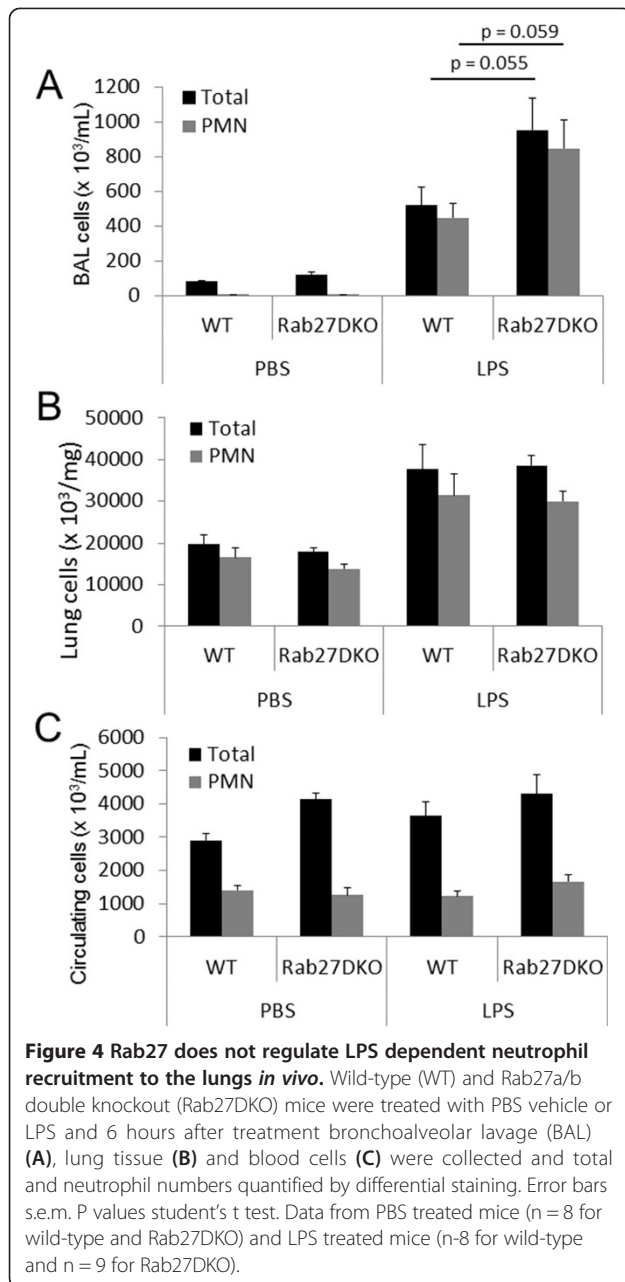 p = 0.059
p = 0.055
A
1200
1000
800
600
400
200
0
BAL cells (x 10³/mL)
Total
PMN
WT Rab27DKO WT Rab27DKO
PBS LPS
B
50000
40000
30000
20000
10000
0
Lung cells (x 10³/mg)
Total
PMN
WT Rab27DKO WT Rab27DKO
PBS LPS
C
6000
5000
4000
3000
2000
1000
0
Circulating cells (x 10³/mL)
Total
PMN
WT Rab27DKO WT Rab27DKO
PBS LPS
Figure 4 Rab27 does not regulate LPS dependent neutrophil
recruitment to the lungs in vivo. Wild-type (WT) and Rab27a/b
double knockout (Rab27DKO) mice were treated with PBS vehicle or
LPS and 6 hours after treatment bronchoalveolar lavage (BAL)
(A), lung tissue (B) and blood cells (C) were collected and total
and neutrophil numbers quantified by differential staining. Error bars
s.e.m. P values student's t test. Data from PBS treated mice (n = 8 for
wild-type and Rab27DKO) and LPS treated mice (n-8 for wild-type
and n = 9 for Rab27DKO).